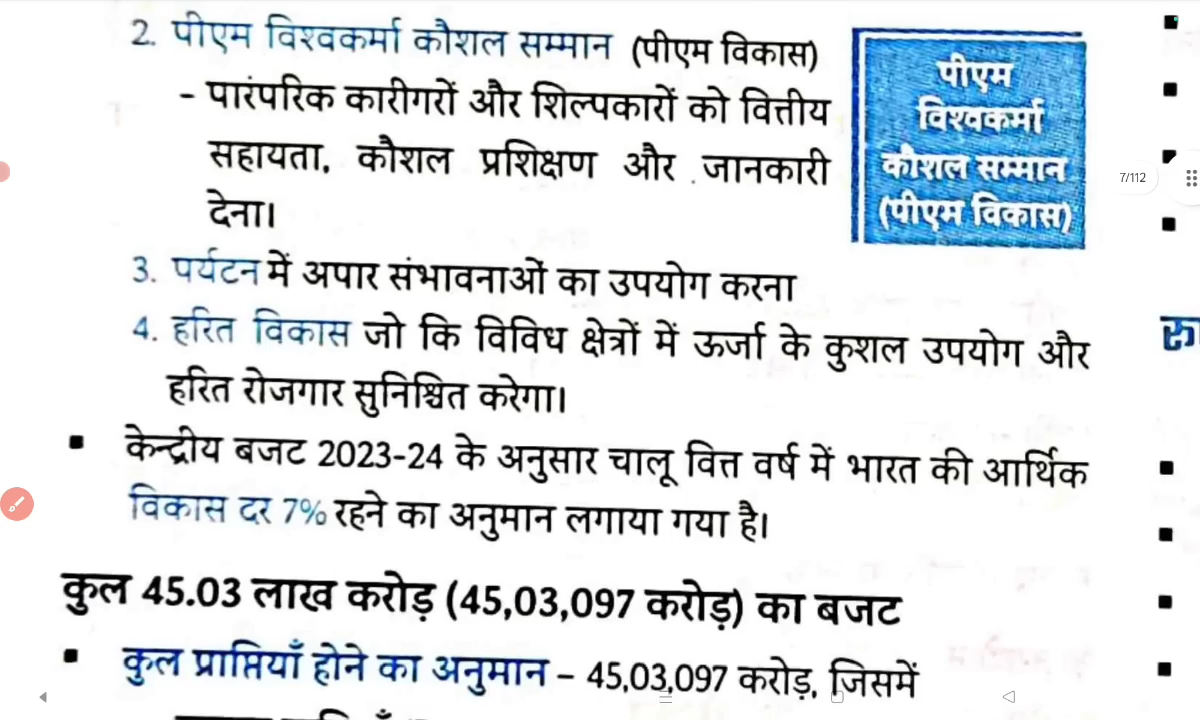 2. पीएम विश्वकर्मा कौशल सम्मान (पीएम विकास)
- पारंपरिक कारीगरों और शिल्पकारों को वित्तीय
सहायता, कौशल प्रशिक्षण और जानकारी
देना।
पीएम
विश्वकर्मा
कौशल सम्मान
(पीएम विकास)
7/112
3. पर्यटन में अपार संभावनाओं का उपयोग करना
4. हरित विकास जो कि विविध क्षेत्रों में ऊर्जा के कुशल उपयोग और
हरित रोजगार सुनिश्चित करेगा।
▪ केन्द्रीय बजट 2023-24 के अनुसार चालू वित्त वर्ष में भारत की आर्थिक
विकास दर 7% रहने का अनुमान लगाया गया है।
कुल 45.03 लाख करोड़ (45,03,097 करोड़) का बजट
▪ कुल प्राप्तियाँ होने का अनुमान – 45,03,097 करोड़, जिसमें